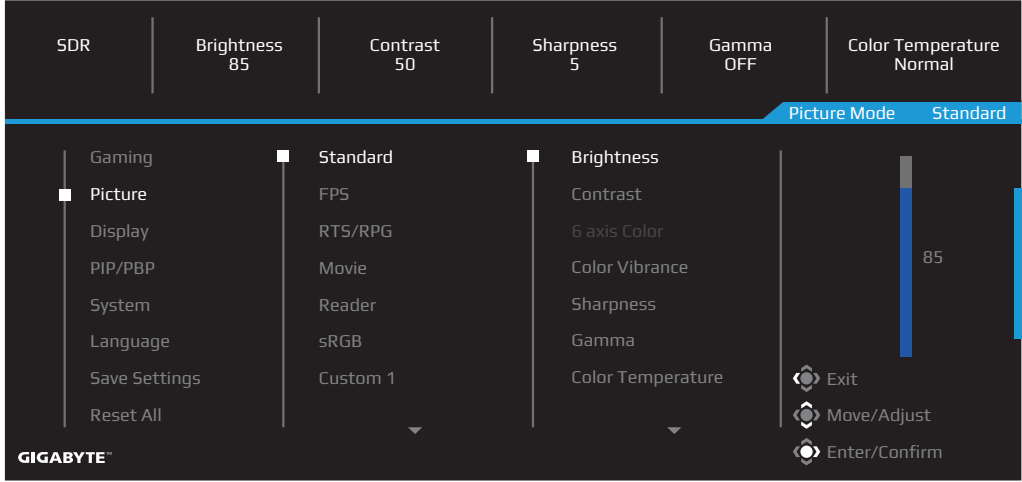 SDR
Brightness
85
Contrast
50
Sharpness
5
Gamma
OFF
Color Temperature
Normal
Picture Mode Standard
Gaming
Picture
Display
PIP/PBP
System
Language
Save Settings
Reset All
Standard
FPS
RTS/RPG
Movie
Reader
sRGB
Custom 1
Brightness
Contrast
6 axis Color
Color Vibrance
Sharpness
Gamma
Color Temperature
85
Exit
Move/Adjust
Enter/Confirm
GIGABYTE™